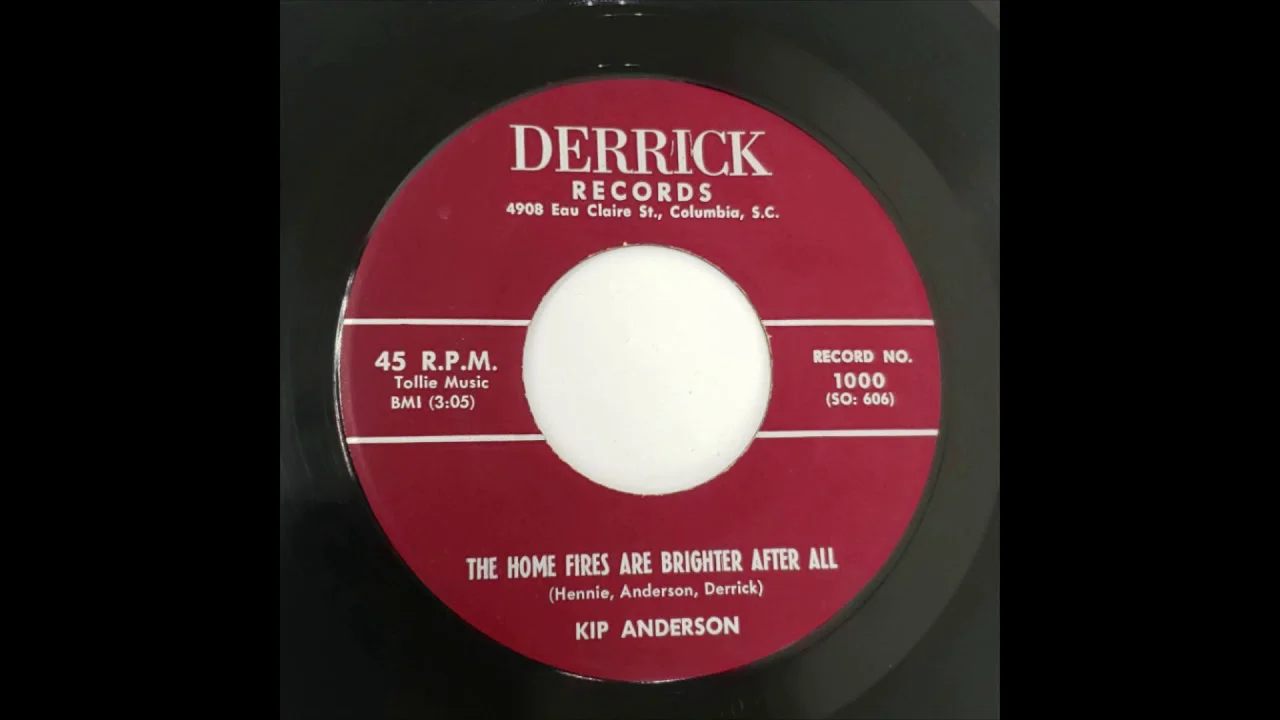 DERRICK
RECORDS
4908 Eau Claire St., Columbia, S.C.
45 R.P.M.
Tollie Music
BMI (3:05)
RECORD NO.
1000
(SO: 606)
THE HOME FIRES ARE BRIGHTER AFTER ALL
(Hennie, Anderson, Derrick)
KIP ANDERSON